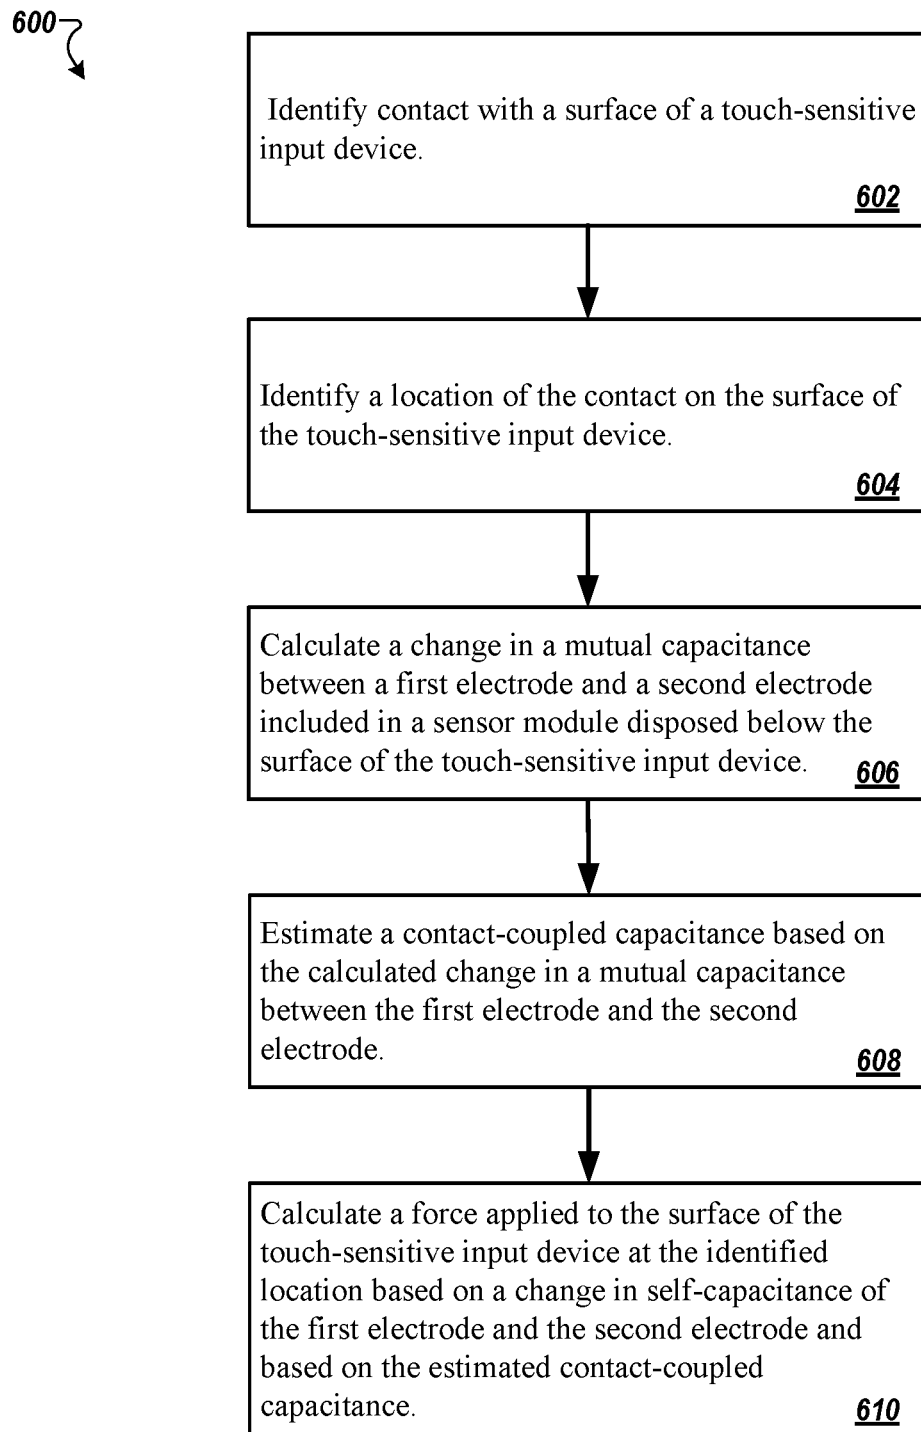 600
Identify contact with a surface of a touch-sensitive
input device.
602
Identify a location of the contact on the surface of
the touch-sensitive input device.
604
Calculate a change in a mutual capacitance
between a first electrode and a second electrode
included in a sensor module disposed below the
surface of the touch-sensitive input device.
606
Estimate a contact-coupled capacitance based on
the calculated change in a mutual capacitance
between the first electrode and the second
electrode.
608
Calculate a force applied to the surface of the
touch-sensitive input device at the identified
location based on a change in self-capacitance of
the first electrode and the second electrode and
based on the estimated contact-coupled
capacitance.
610